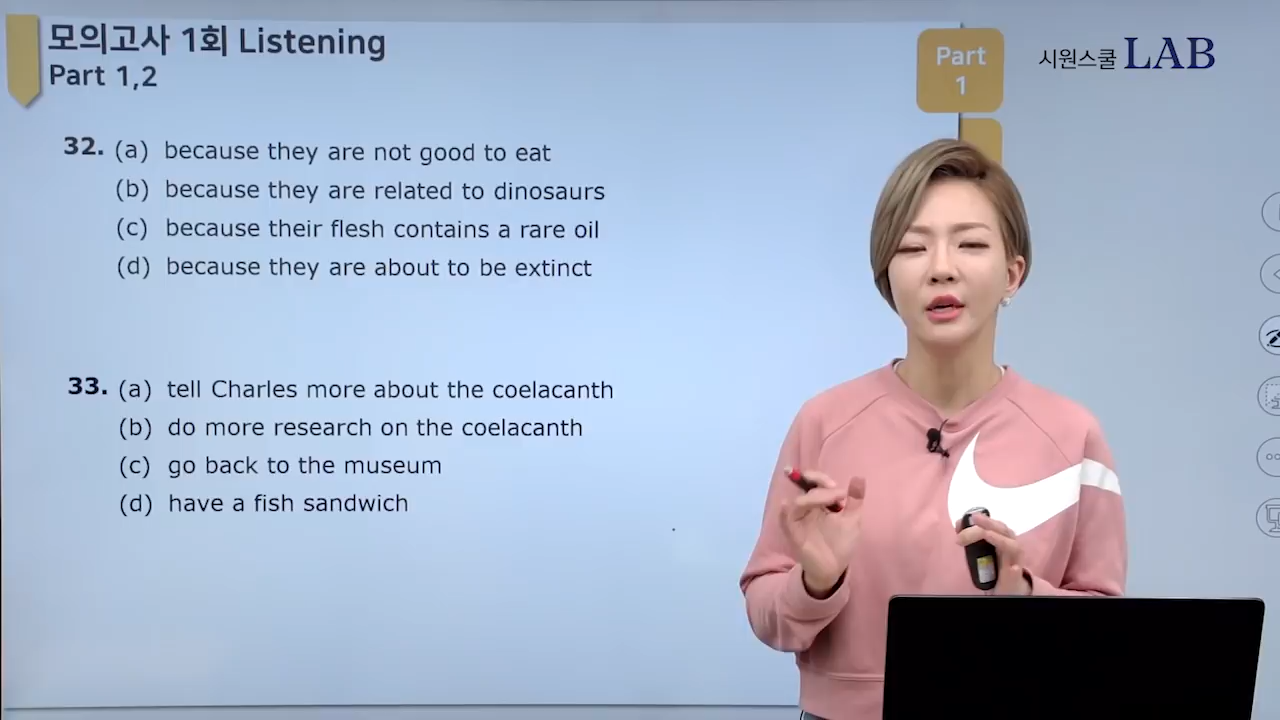 모의고사 1회 Listening
Part 1,2
Part
1
시원스쿨 LAB
32. (a) because they are not good to eat
(b) because they are related to dinosaurs
(c) because their flesh contains a rare oil
(d) because they are about to be extinct
33. (a) tell Charles more about the coelacanth
(b) do more research on the coelacanth
(c) go back to the museum
(d) have a fish sandwich